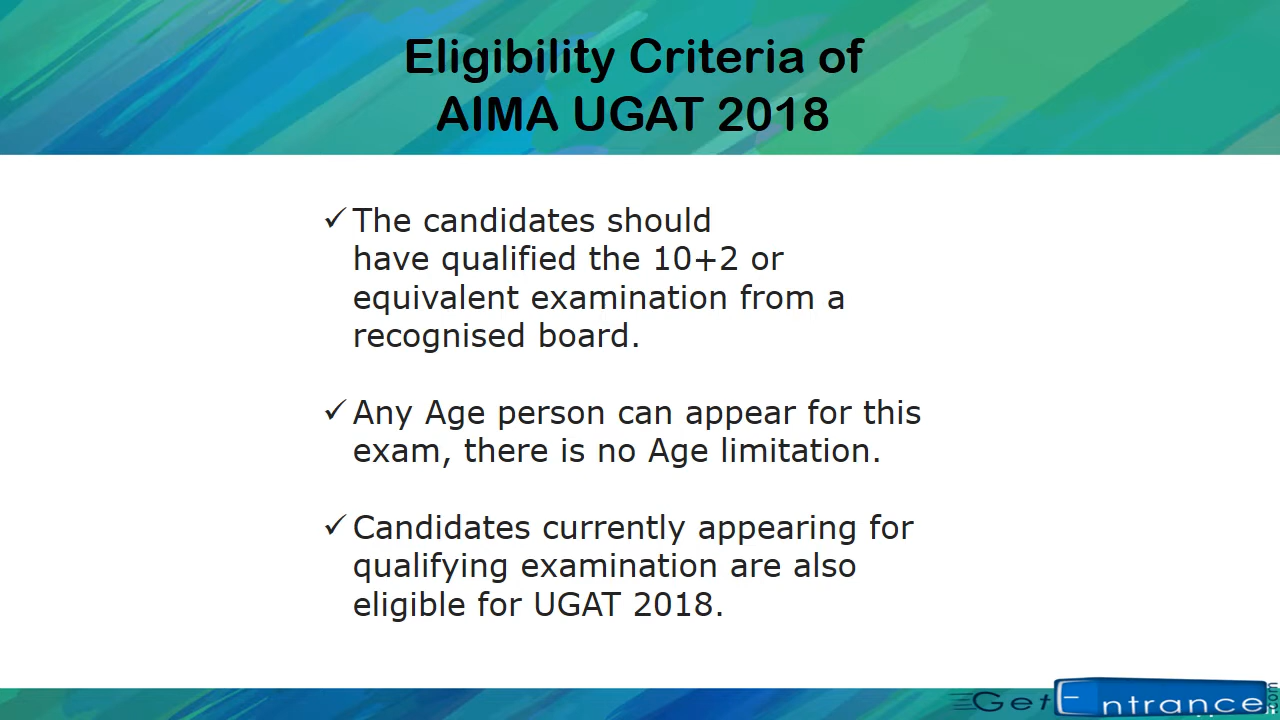 Eligibility Criteria of
AIMA UGAT 2018
✓The candidates should
have qualified the 10+2 or
equivalent examination from a
recognised board.
✓Any Age person can appear for this
exam, there is no Age limitation.
✓Candidates currently appearing for
qualifying examination are also
eligible for UGAT 2018.
GetEntrance.com